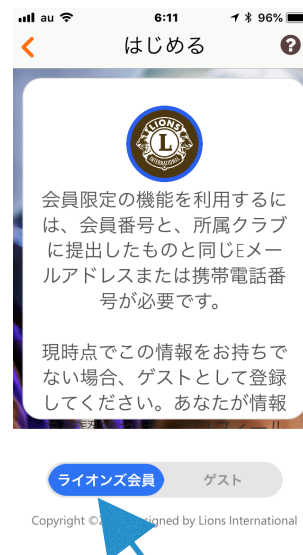 au 6:11 96%
はじめる ?
LIONS
L
INTERNATIONAL
会員限定の機能を利用するに
は、会員番号と、所属クラブ
に提出したものと同じEメー
ルアドレスまたは携帯電話番
号が必要です。
現時点でこの情報をお持ちで
ない場合、ゲストとして登録
してください。あなたが情報
ライオンズ会員 ゲスト
Copyright © by Lions International